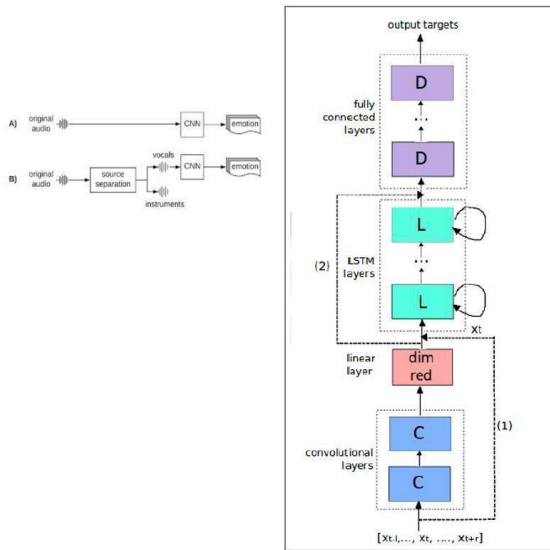 A)
original
audio
CNN
emotion
B)
original
audio
source
separation
vocals
instruments
CNN
emotion
output targets
D
fully
connected
layers
...
D
(2)
L
LSTM
layers
...
L
xt
linear
layer
dim
red
(1)
C
convolutional
layers
C
[xt-l,..., xt, ...., xt+r]